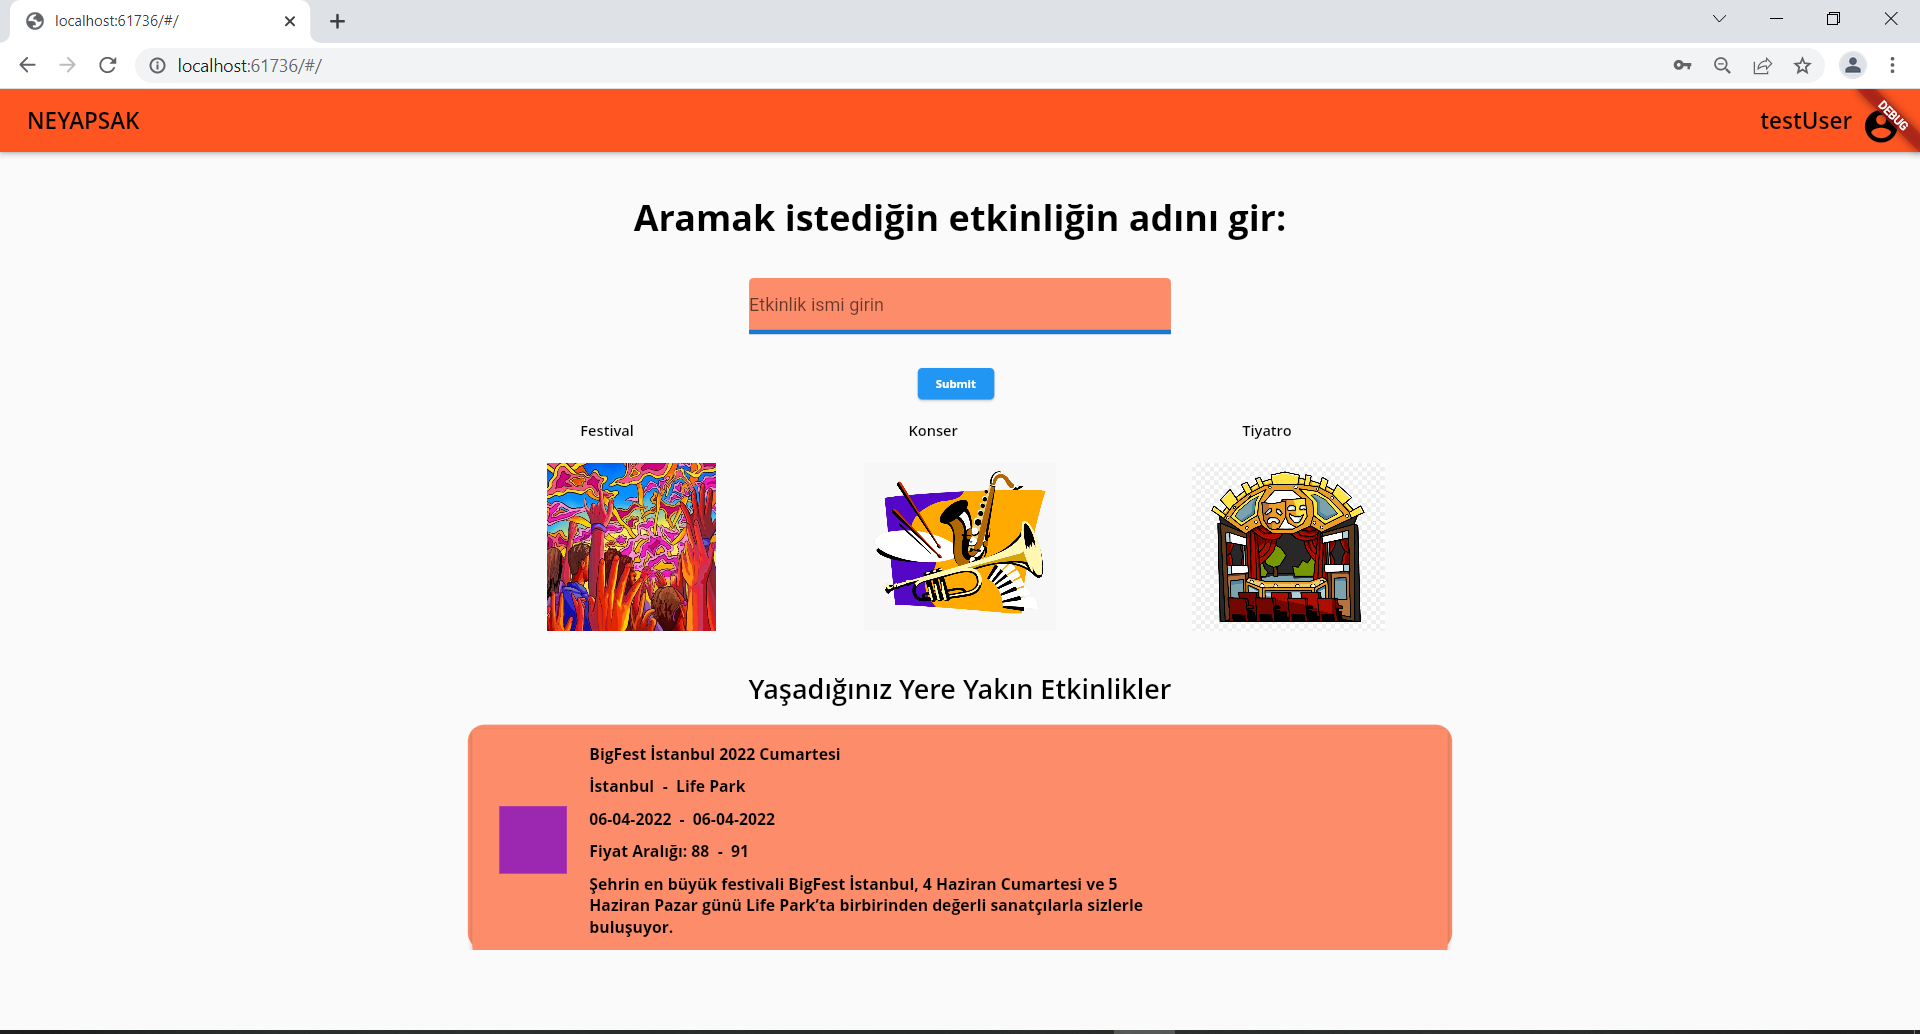 localhost:61736/#/
localhost:61736/#/
NEYAPSAK
testUser
DEBUG
Aramak istediğin etkinliğin adını gir:
Etkinlik ismi girin
Submit
Festival
Konser
Tiyatro
Yaşadığınız Yere Yakın Etkinlikler
BigFest İstanbul 2022 Cumartesi
İstanbul - Life Park
06-04-2022 - 06-04-2022
Fiyat Aralığı: 88 - 91
Şehrin en büyük festivali BigFest İstanbul, 4 Haziran Cumartesi ve 5
Haziran Pazar günü Life Park’ta birbirinden değerli sanatçılarla sizlerle
buluşuyor.